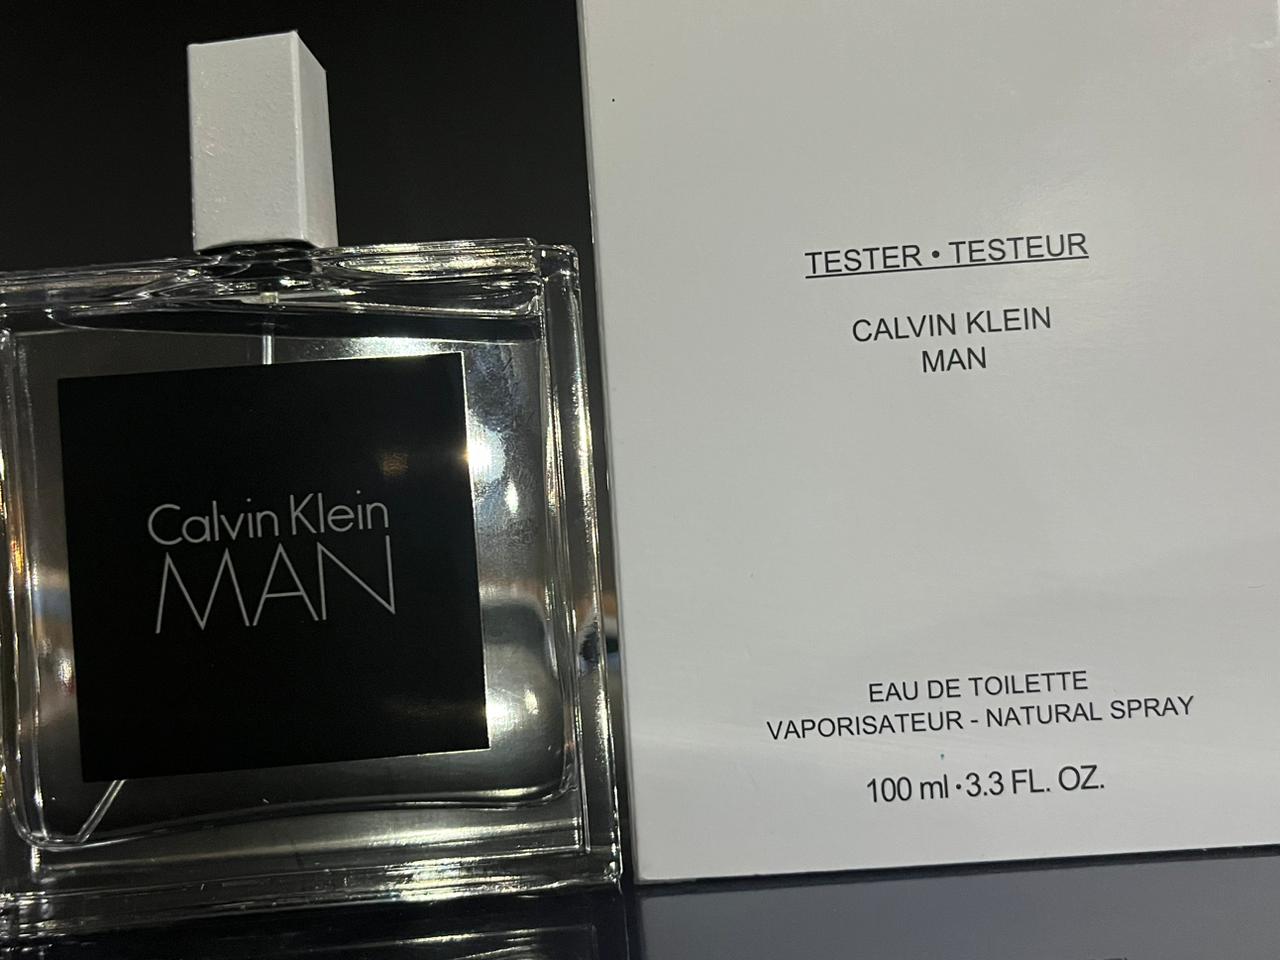 Calvin Klein
MAN
TESTER • TESTEUR
CALVIN KLEIN
MAN
EAU DE TOILETTE
VAPORISATEUR - NATURAL SPRAY
100 ml • 3.3 FL. OZ.